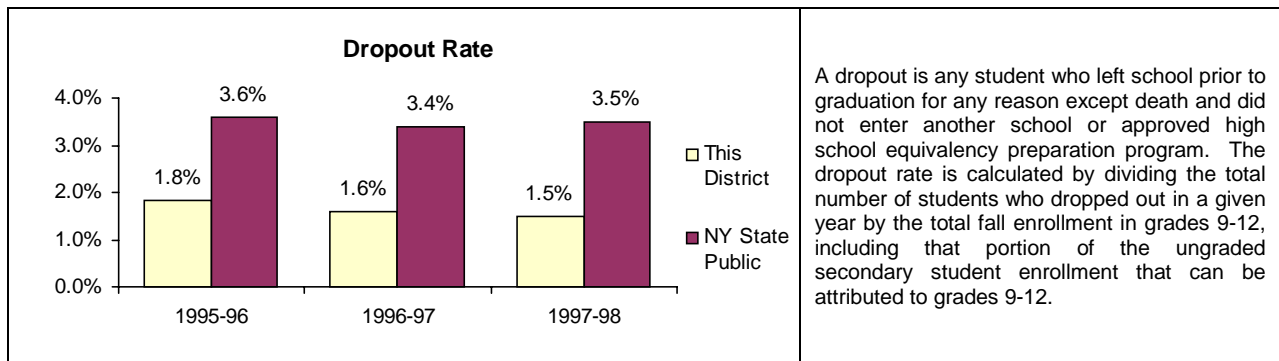 Dropout Rate
4.0%
3.0%
2.0%
1.0%
0.0%
1.8%
3.6%
1.6%
3.4%
1.5%
3.5%
1995-96
1996-97
1997-98
This
District
NY State
Public
A dropout is any student who left school prior to
graduation for any reason except death and did
not enter another school or approved high
school equivalency preparation program. The
dropout rate is calculated by dividing the total
number of students who dropped out in a given
year by the total fall enrollment in grades 9-12,
including that portion of the ungraded
secondary student enrollment that can be
attributed to grades 9-12.